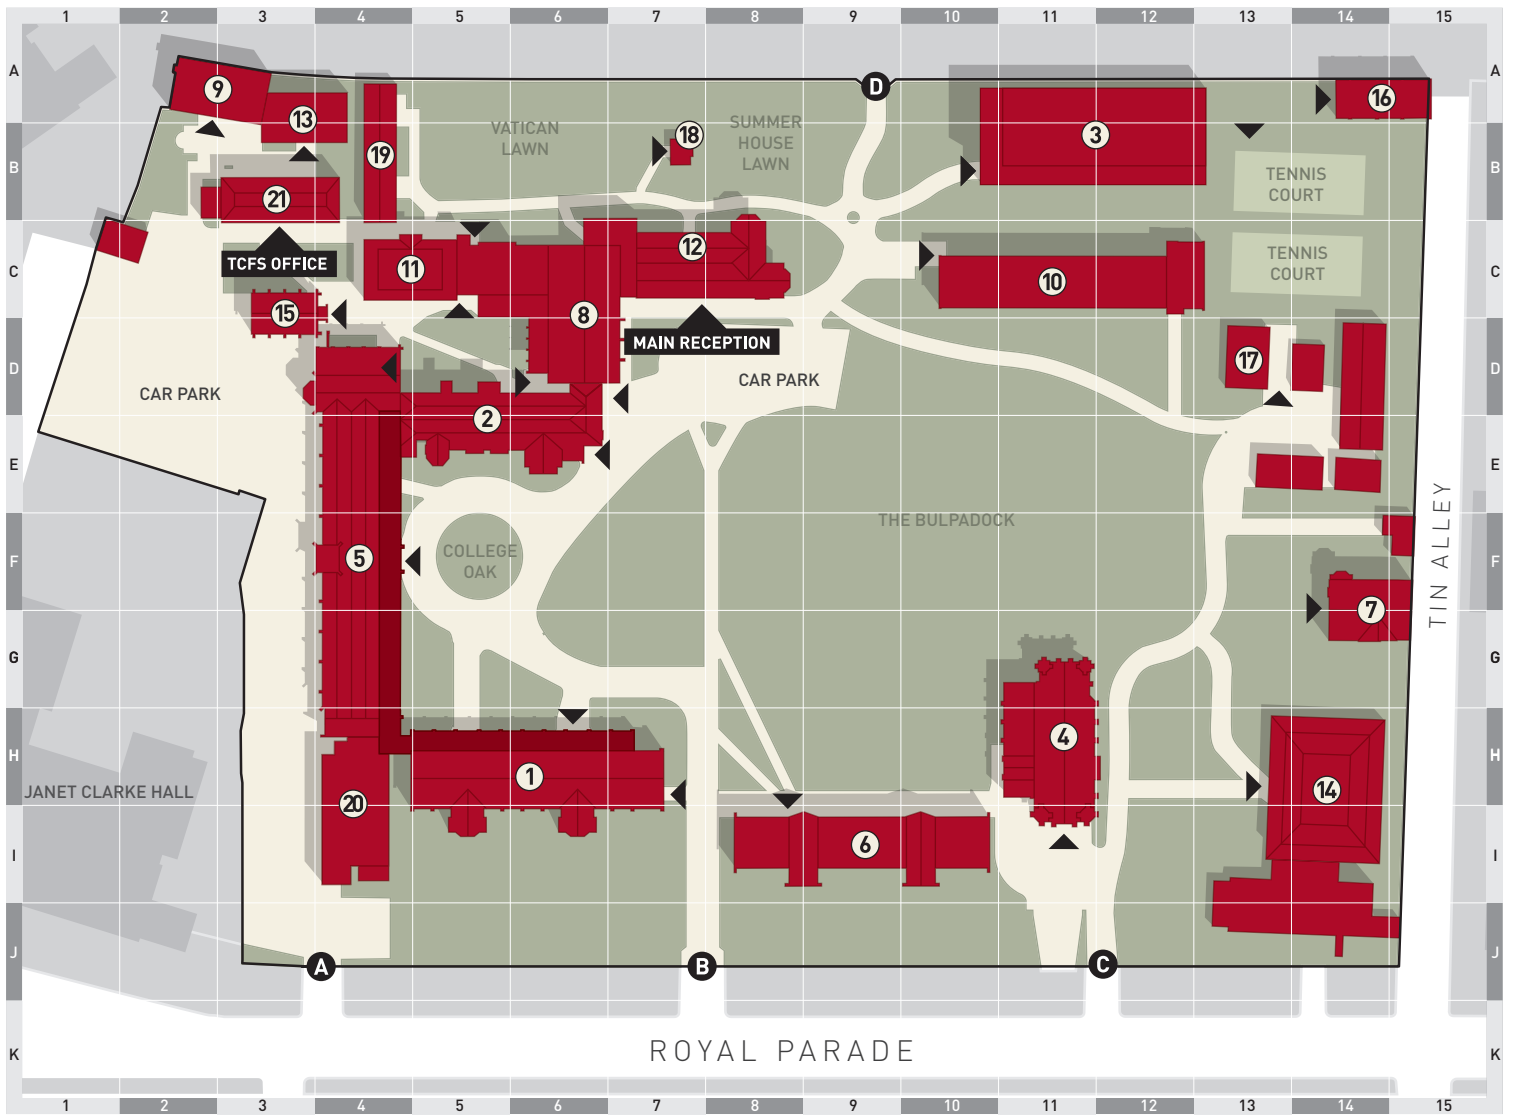 1 2 3 4 5 6 7 8 9 10 11 12 13 14 15
A A
9
13
D
16
VATICAN
LAWN
18
SUMMER
HOUSE
LAWN
3
B B
19
21
TENNIS
COURT
TCFS OFFICE
11
12
C C
10
TENNIS
COURT
15
8
MAIN RECEPTION
17
D D
CAR PARK
CAR PARK
2
E E
THE BULPADOCK
TIN ALLEY
5
COLLEGE
OAK
F F
7
G G
4
H H
1
14
JANET CLARKE HALL
20
6
I I
J J
A
B
C
ROYAL PARADE
K K
1 2 3 4 5 6 7 8 9 10 11 12 13 14 15